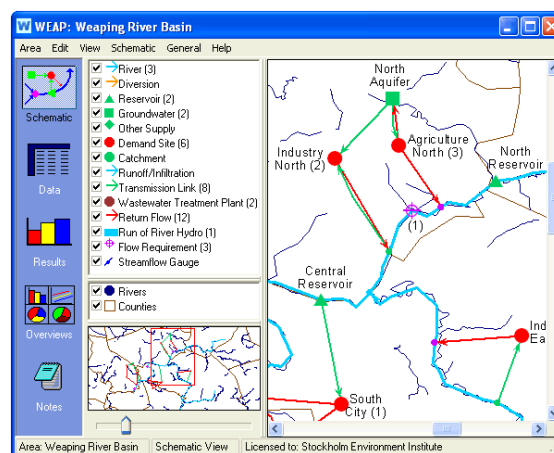 WEAP: Weaping River Basin
Area Edit View Schematic General Help
Schematic
Data
Results
Overviews
Notes
River (3)
Diversion
Reservoir (2)
Groundwater (2)
Other Supply
Demand Site (6)
Catchment
Runoff/Infiltration
Transmission Link (8)
Wastewater Treatment Plant (2)
Return Flow (12)
Run of River Hydro (1)
Flow Requirement (3)
Streamflow Gauge
Rivers
Counties
North
Aquifer
Agriculture
North (3)
Industry
North (2)
North
Reservoir
(1)
Central
Reservoir
Ind
Ea
South
City (1)
Area: Weaping River Basin Schematic View Licensed to: Stockholm Environment Institute